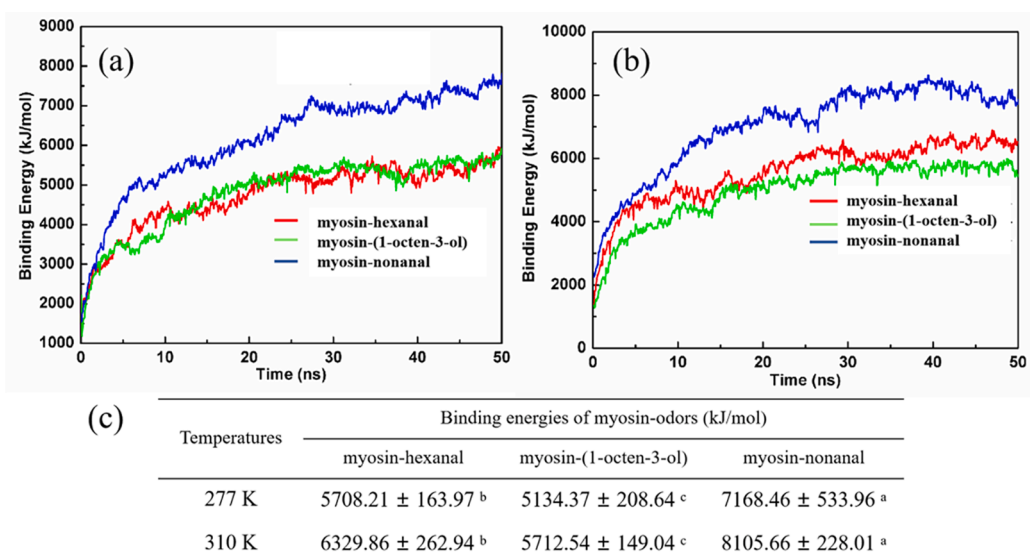 (a)
Binding Energy (kJ/mol)
9000
8000
7000
6000
5000
4000
3000
2000
1000
myosin-hexanal
myosin-(1-octen-3-ol)
myosin-nonanal
0 10 20 30 40 50
Time (ns)
(b)
Binding Energy (kJ/mol)
10000
8000
6000
4000
2000
0
myosin-hexanal
myosin-(1-octen-3-ol)
myosin-nonanal
0 10 20 30 40 50
Time (ns)
(c)
Temperatures
Binding energies of myosin-odors (kJ/mol)
myosin-hexanal myosin-(1-octen-3-ol) myosin-nonanal
277 K 5708.21 ± 163.97 ᵇ 5134.37 ± 208.64 ᶜ 7168.46 ± 533.96 ᵃ
310 K 6329.86 ± 262.94 ᵇ 5712.54 ± 149.04 ᶜ 8105.66 ± 228.01 ᵃ